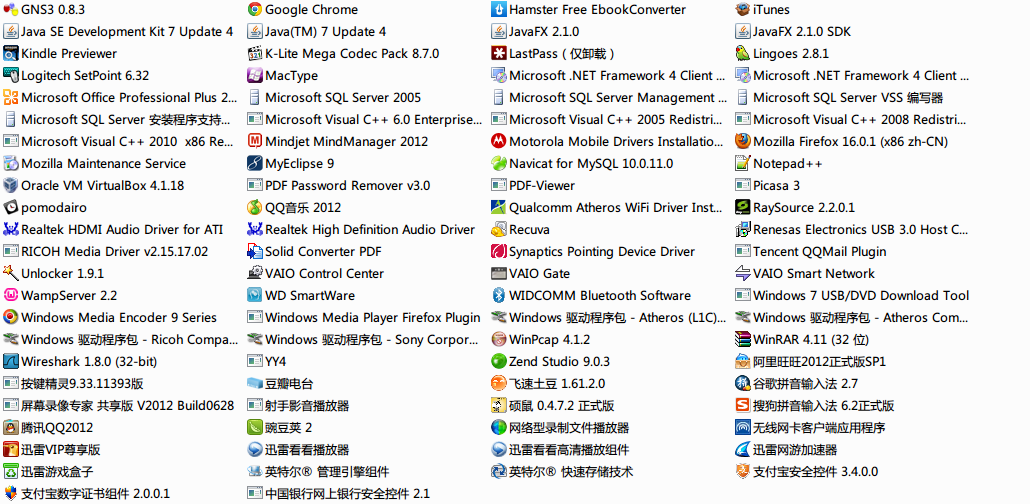 GNS3 0.8.3 Google Chrome Hamster Free EbookConverter iTunes
Java SE Development Kit 7 Update 4 Java(TM) 7 Update 4 JavaFX 2.1.0 JavaFX 2.1.0 SDK
Kindle Previewer K-Lite Mega Codec Pack 8.7.0 LastPass（仅卸载） Lingoes 2.8.1
Logitech SetPoint 6.32 MacType Microsoft .NET Framework 4 Client ... Microsoft .NET Framework 4 Client ...
Microsoft Office Professional Plus 2... Microsoft SQL Server 2005 Microsoft SQL Server Management ... Microsoft SQL Server VSS 编写器
Microsoft SQL Server 安装程序支持... Microsoft Visual C++ 6.0 Enterprise... Microsoft Visual C++ 2005 Redistri... Microsoft Visual C++ 2008 Redistri...
Microsoft Visual C++ 2010 x86 Re... Mindjet MindManager 2012 Motorola Mobile Drivers Installatio... Mozilla Firefox 16.0.1 (x86 zh-CN)
Mozilla Maintenance Service MyEclipse 9 Navicat for MySQL 10.0.11.0 Notepad++
Oracle VM VirtualBox 4.1.18 PDF Password Remover v3.0 PDF-Viewer Picasa 3
pomodairo QQ音乐 2012 Qualcomm Atheros WiFi Driver Inst... RaySource 2.2.0.1
Realtek HDMI Audio Driver for ATI Realtek High Definition Audio Driver Recuva Renesas Electronics USB 3.0 Host C...
RICOH Media Driver v2.15.17.02 Solid Converter PDF Synaptics Pointing Device Driver Tencent QQMail Plugin
Unlocker 1.9.1 VAIO Control Center VAIO Gate VAIO Smart Network
WampServer 2.2 WD SmartWare WIDCOMM Bluetooth Software Windows 7 USB/DVD Download Tool
Windows Media Encoder 9 Series Windows Media Player Firefox Plugin Windows 驱动程序包 - Atheros (L1C)... Windows 驱动程序包 - Atheros Com...
Windows 驱动程序包 - Ricoh Compa... Windows 驱动程序包 - Sony Corpor... WinPcap 4.1.2 WinRAR 4.11 (32 位)
Wireshark 1.8.0 (32-bit) YY4 Zend Studio 9.0.3 阿里旺旺2012正式版SP1
按键精灵9.33.11393版 豆瓣电台 飞速土豆 1.61.2.0 谷歌拼音输入法 2.7
屏幕录像专家 共享版 V2012 Build0628 射手影音播放器 硕鼠 0.4.7.2 正式版 搜狗拼音输入法 6.2正式版
腾讯QQ2012 豌豆荚 2 网络型录制文件播放器 无线网卡客户端应用程序
迅雷VIP尊享版 迅雷看看播放器 迅雷看看高清播放组件 迅雷网游加速器
迅雷游戏盒子 英特尔® 管理引擎组件 英特尔® 快速存储技术 支付宝安全控件 3.4.0.0
支付宝数字证书组件 2.0.0.1 中国银行网上银行安全控件 2.1